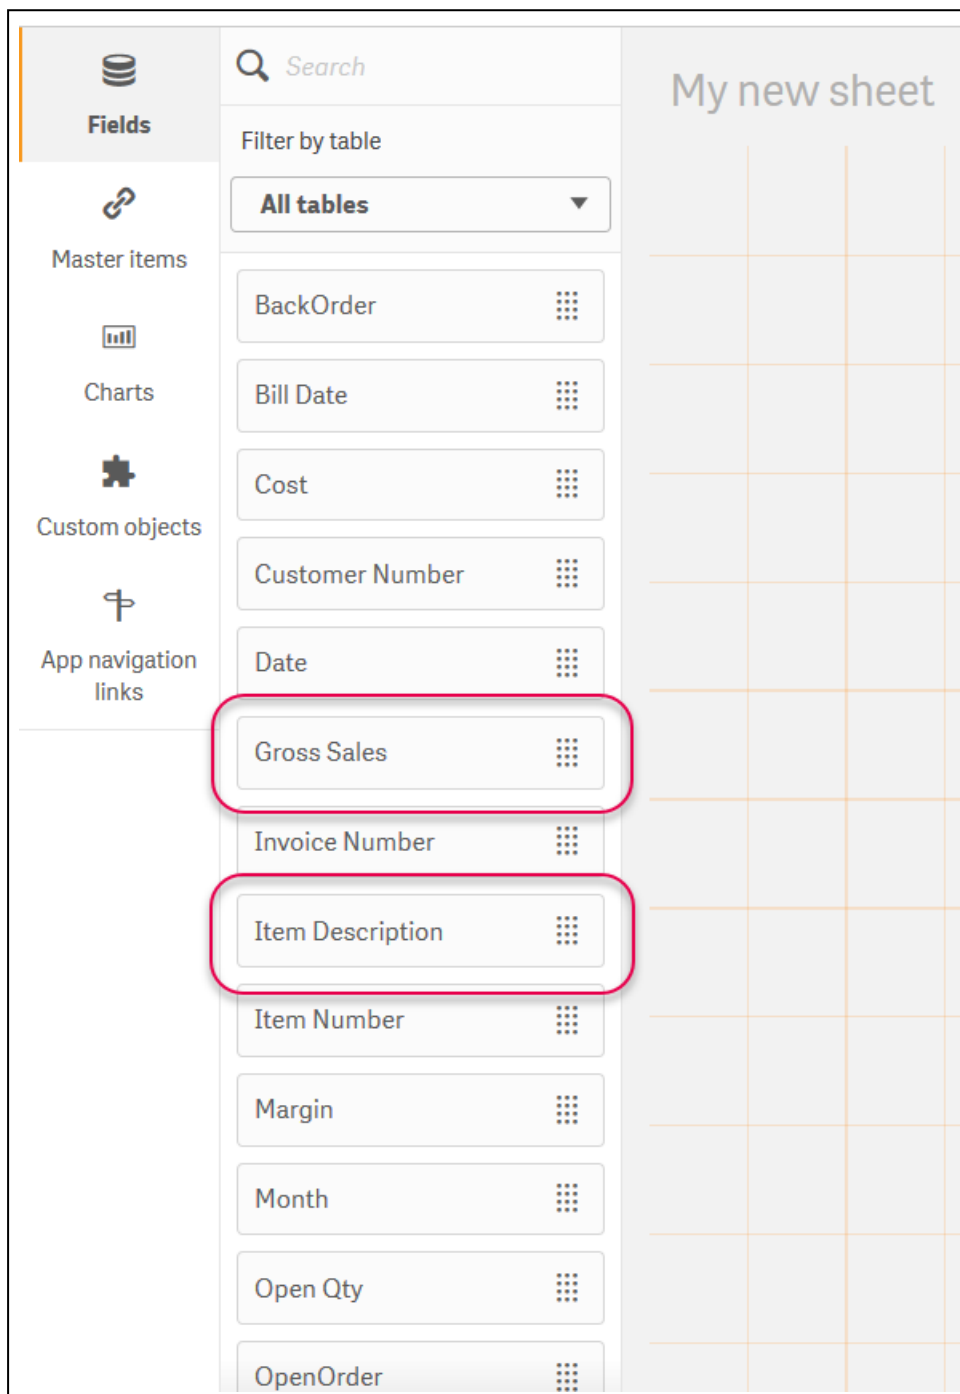 Fields
Master items
Charts
Custom objects
App navigation
links
Search
Filter by table
All tables
BackOrder
Bill Date
Cost
Customer Number
Date
Gross Sales
Invoice Number
Item Description
Item Number
Margin
Month
Open Qty
OpenOrder
My new sheet